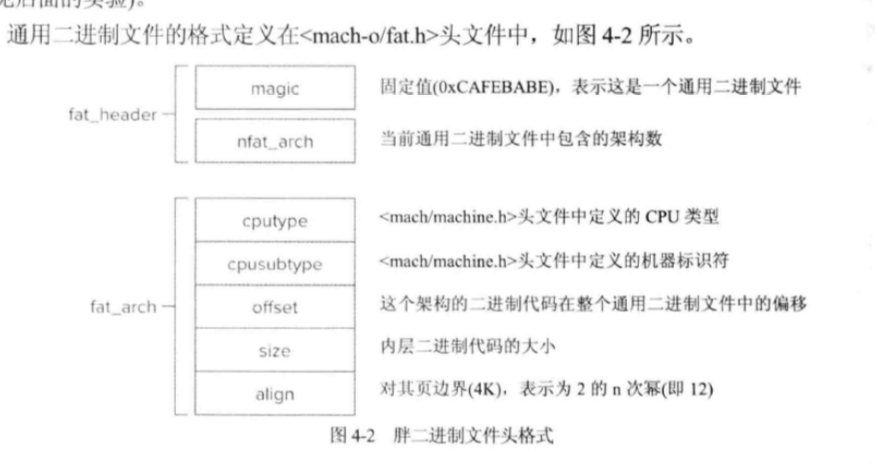 见后面的实验)。
通用二进制文件的格式定义在<mach-o/fat.h>头文件中，如图 4-2 所示。
fat_header
magic 固定值(0xCAFEBABE)，表示这是一个通用二进制文件
nfat_arch 当前通用二进制文件中包含的架构数
fat_arch
cputype <mach/machine.h>头文件中定义的 CPU 类型
cpusubtype <mach/machine.h>头文件中定义的机器标识符
offset 这个架构的二进制代码在整个通用二进制文件中的偏移
size 内层二进制代码的大小
align 对其页边界(4K)，表示为 2 的 n 次幂(即 12)
图 4-2 胖二进制文件头格式